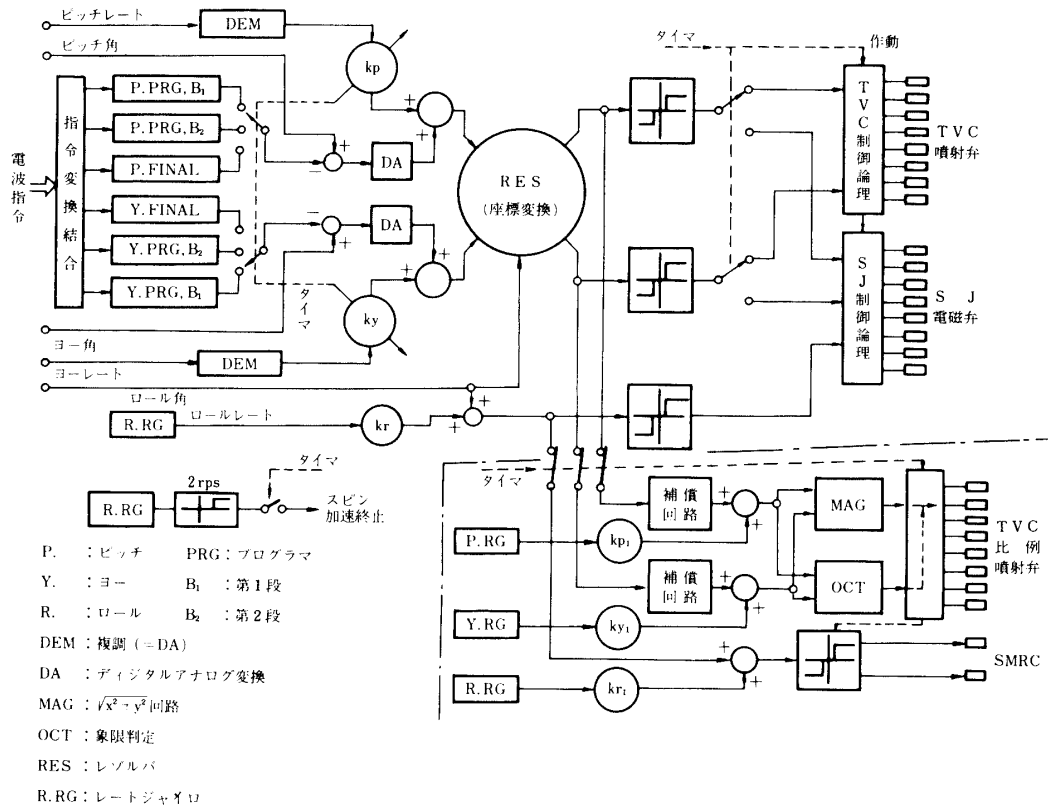 ピッチレート
DEM
ピッチ角
kp
タイマ
作動
P. PRG, B₁
P. PRG, B₂
P. FINAL
Y. FINAL
Y. PRG, B₂
Y. PRG, B₁
指令変換結合
電波指令
+
+
+
−
DA
−
+
DA
+
+
RES
(座標変換)
タイマ
ky
TVC制御論理
TVC
噴射弁
SJ制御論理
SJ
電磁弁
ヨー角
DEM
ヨーレート
ロール角
R. RG
ロールレート
kr
+
+
タイマ
2rps
タイマ
R. RG
スピン
加速終止
補償
回路
+
+
MAG
P. RG
kp₁
補償
回路
+
+
OCT
TVC
比例
噴射弁
Y. RG
ky₁
+
+
SMRC
R. RG
kr₁
P. :ピッチ PRG:プログラマ
Y. :ヨー B₁ :第1段
R. :ロール B₂ :第2段
DEM:複調(=DA)
DA :ディジタルアナログ変換
MAG:回路
OCT:象限判定
RES:レゾルバ
R.RG:レートジャイロ